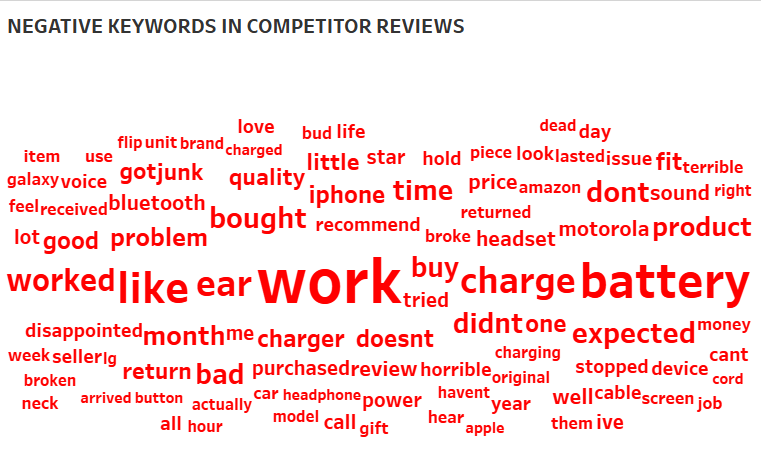 NEGATIVE KEYWORDS IN COMPETITOR REVIEWS
love bud life dead day
flip unit brand charged
item use got junk little star hold piece look lasted issue fit terrible
galaxy voice quality iphone time price amazon dont sound right
feel received bluetooth bought recommend returned
lot good problem broke headset motorola product
worked like ear work buy charge battery
tried
disappointed month me charger doesnt didnt one expected money
week seller lg return bad purchased review horrible charging original stopped device cant
broken cord
neck arrived button actually car headphone power havent year well cable screen job
all hour model call gift hear apple them ive